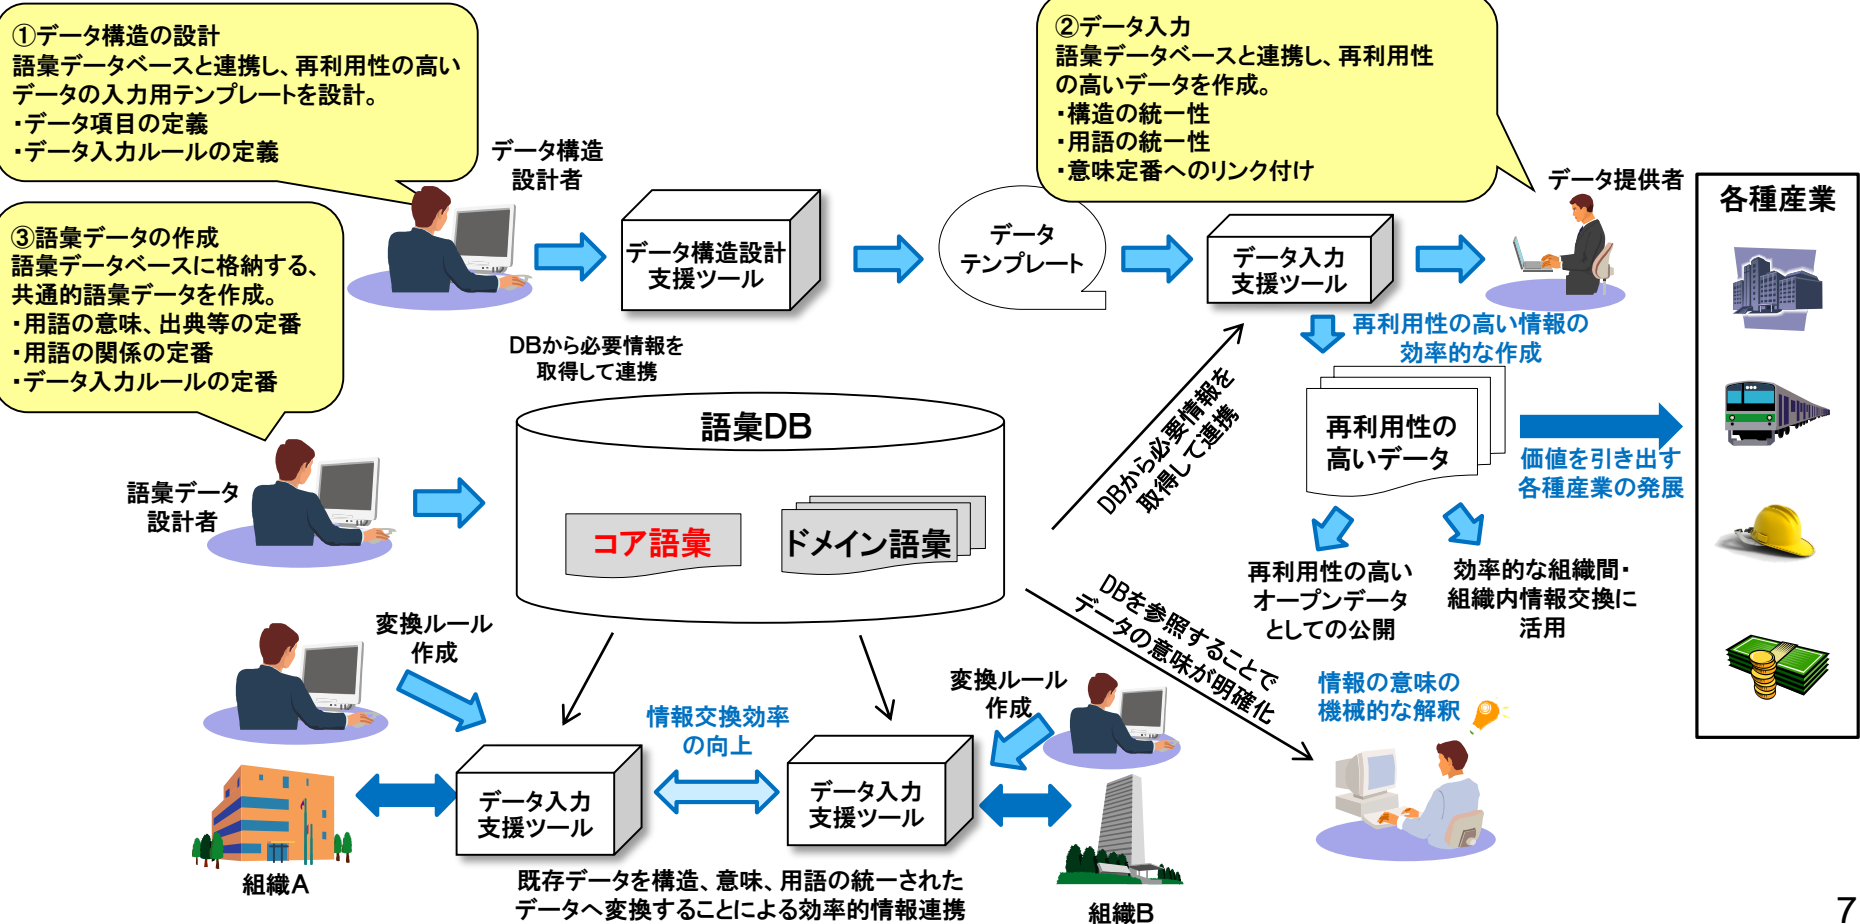 ①データ構造の設計
語彙データベースと連携し、再利用性の高い
データの入力用テンプレートを設計。
・データ項目の定義
・データ入力ルールの定義
データ構造
設計者
②データ入力
語彙データベースと連携し、再利用性
の高いデータを作成。
・構造の統一性
・用語の統一性
・意味定番へのリンク付け
データ提供者
各種産業
③語彙データの作成
語彙データベースに格納する、
共通的語彙データを作成。
・用語の意味、出典等の定番
・用語の関係の定番
・データ入力ルールの定番
データ構造設計
支援ツール
データ
テンプレート
データ入力
支援ツール
DBから必要情報を
取得して連携
再利用性の高い情報の
効率的な作成
DBから必要情報を
取得して連携
語彙DB
コア語彙
ドメイン語彙
再利用性の
高いデータ
価値を引き出す
各種産業の発展
語彙データ
設計者
再利用性の高い
オープンデータ
としての公開
効率的な組織間・
組織内情報交換に
活用
DBを参照することで
データの意味が明確化
変換ルール
作成
情報交換効率
の向上
変換ルール
作成
情報の意味の
機械的な解釈
データ入力
支援ツール
データ入力
支援ツール
組織A
既存データを構造、意味、用語の統一された
データへ変換することによる効率的情報連携
組織B
7